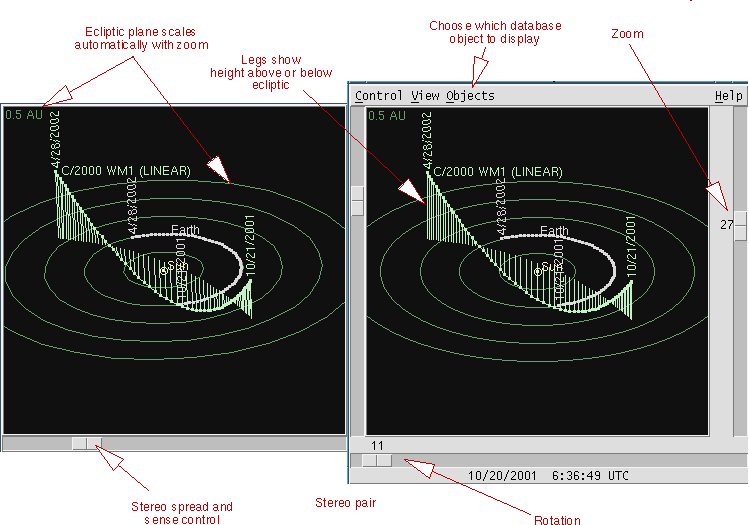 Ecliptic plane scales
automatically with zoom
Legs show
height above or below
ecliptic
Choose which database
object to display
Zoom
Control View Objects
Help
0.5 AU
4/28/2002
C/2000 WM1 (LINEAR)
4/28/2002
Earth
Sun
10/21/2001
10/21/2001
0.5 AU
4/28/2002
C/2000 WM1 (LINEAR)
4/28/2002
Earth
Sun
10/21/2001
10/21/2001
27
11
10/20/2001 6:36:49 UTC
Stereo spread and
sense control
Stereo pair
Rotation